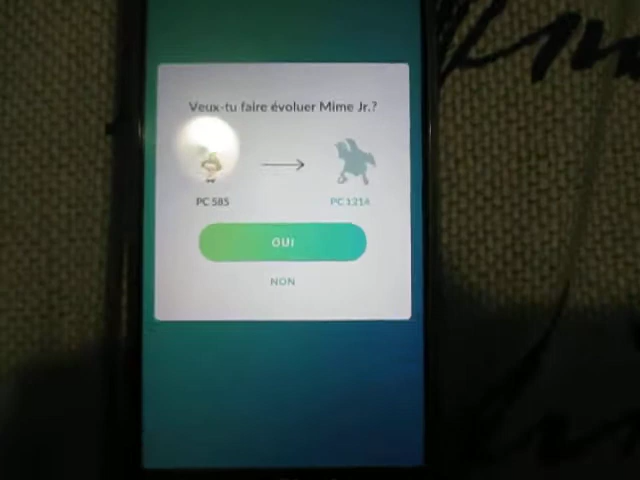 Veux-tu faire évoluer Mime Jr.?
PC 585
PC 1214
OUI
NON